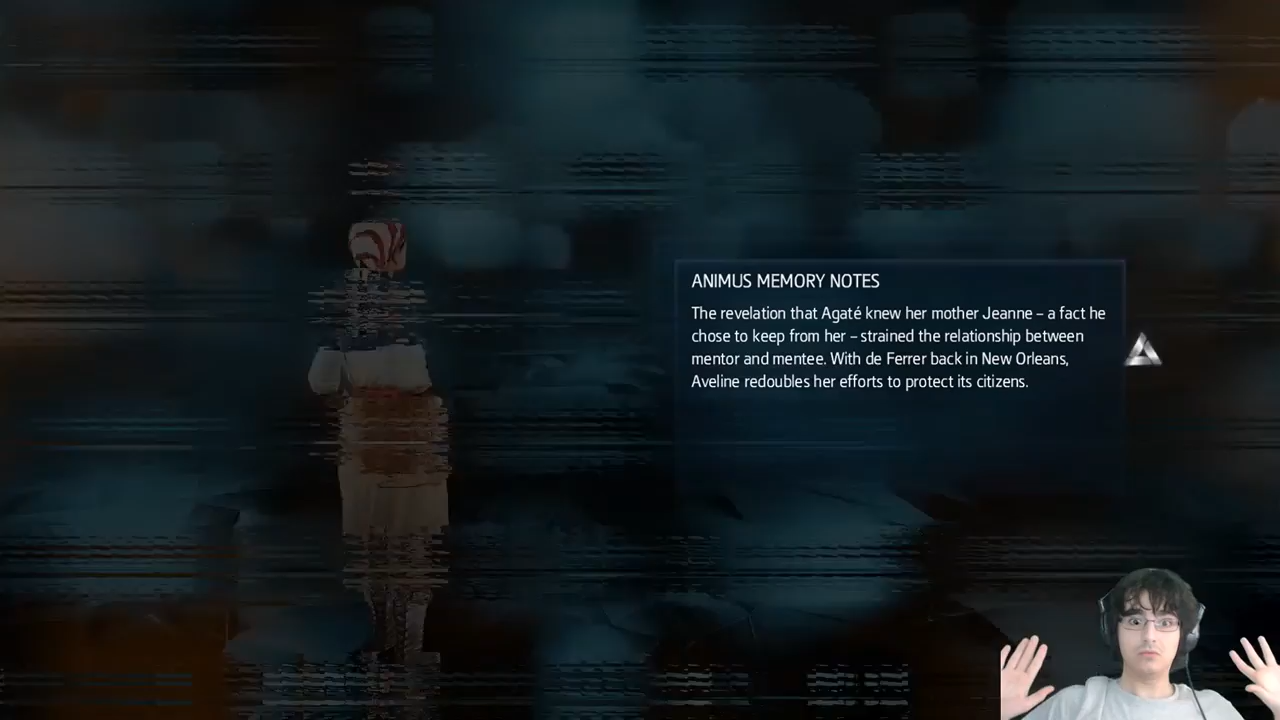 ANIMUS MEMORY NOTES
The revelation that Agaté knew her mother Jeanne – a fact he
chose to keep from her – strained the relationship between
mentor and mentee. With de Ferrer back in New Orleans,
Aveline redoubles her efforts to protect its citizens.